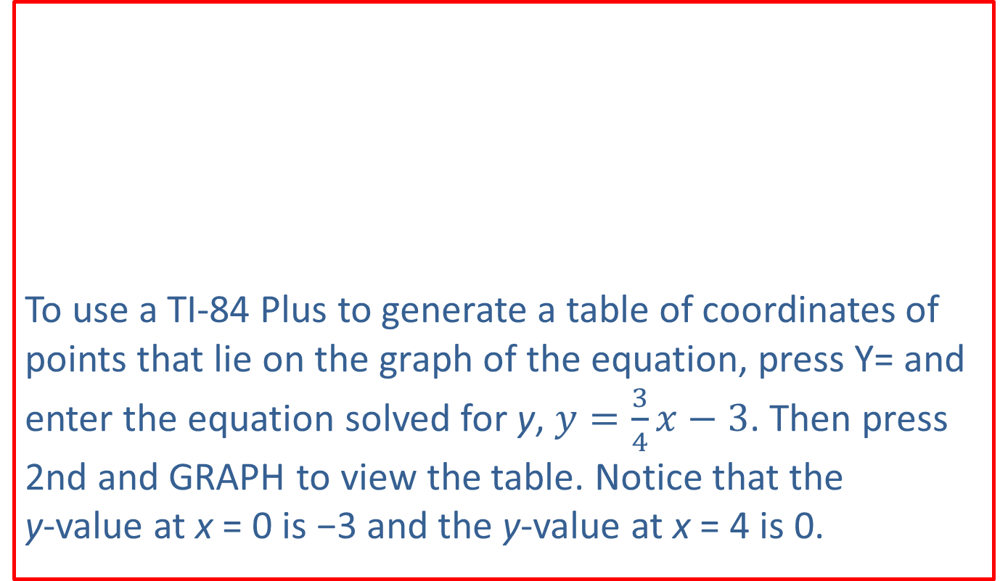 To use a TI-84 Plus to generate a table of coordinates of
points that lie on the graph of the equation, press Y= and
enter the equation solved for y, y = 3/4 x − 3. Then press
2nd and GRAPH to view the table. Notice that the
y-value at x = 0 is −3 and the y-value at x = 4 is 0.